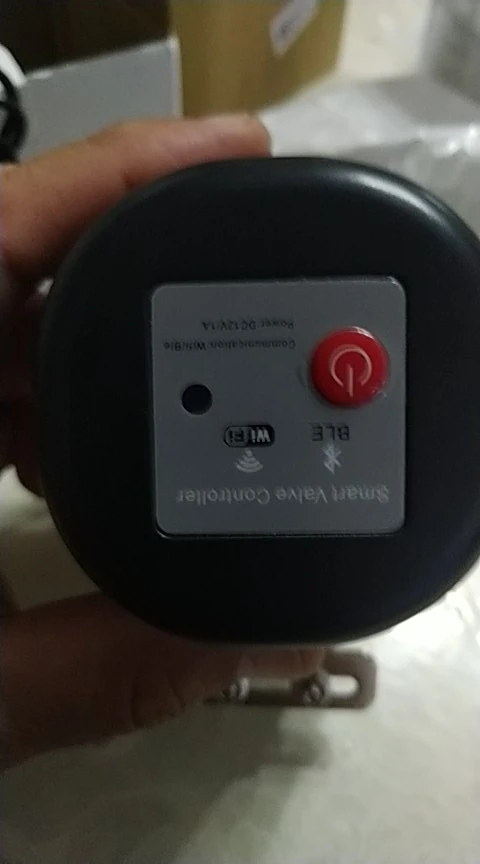 Smart Valve Controller
BLE WiFi
Communication:Wifi/Ble
Power:DC12V/1A